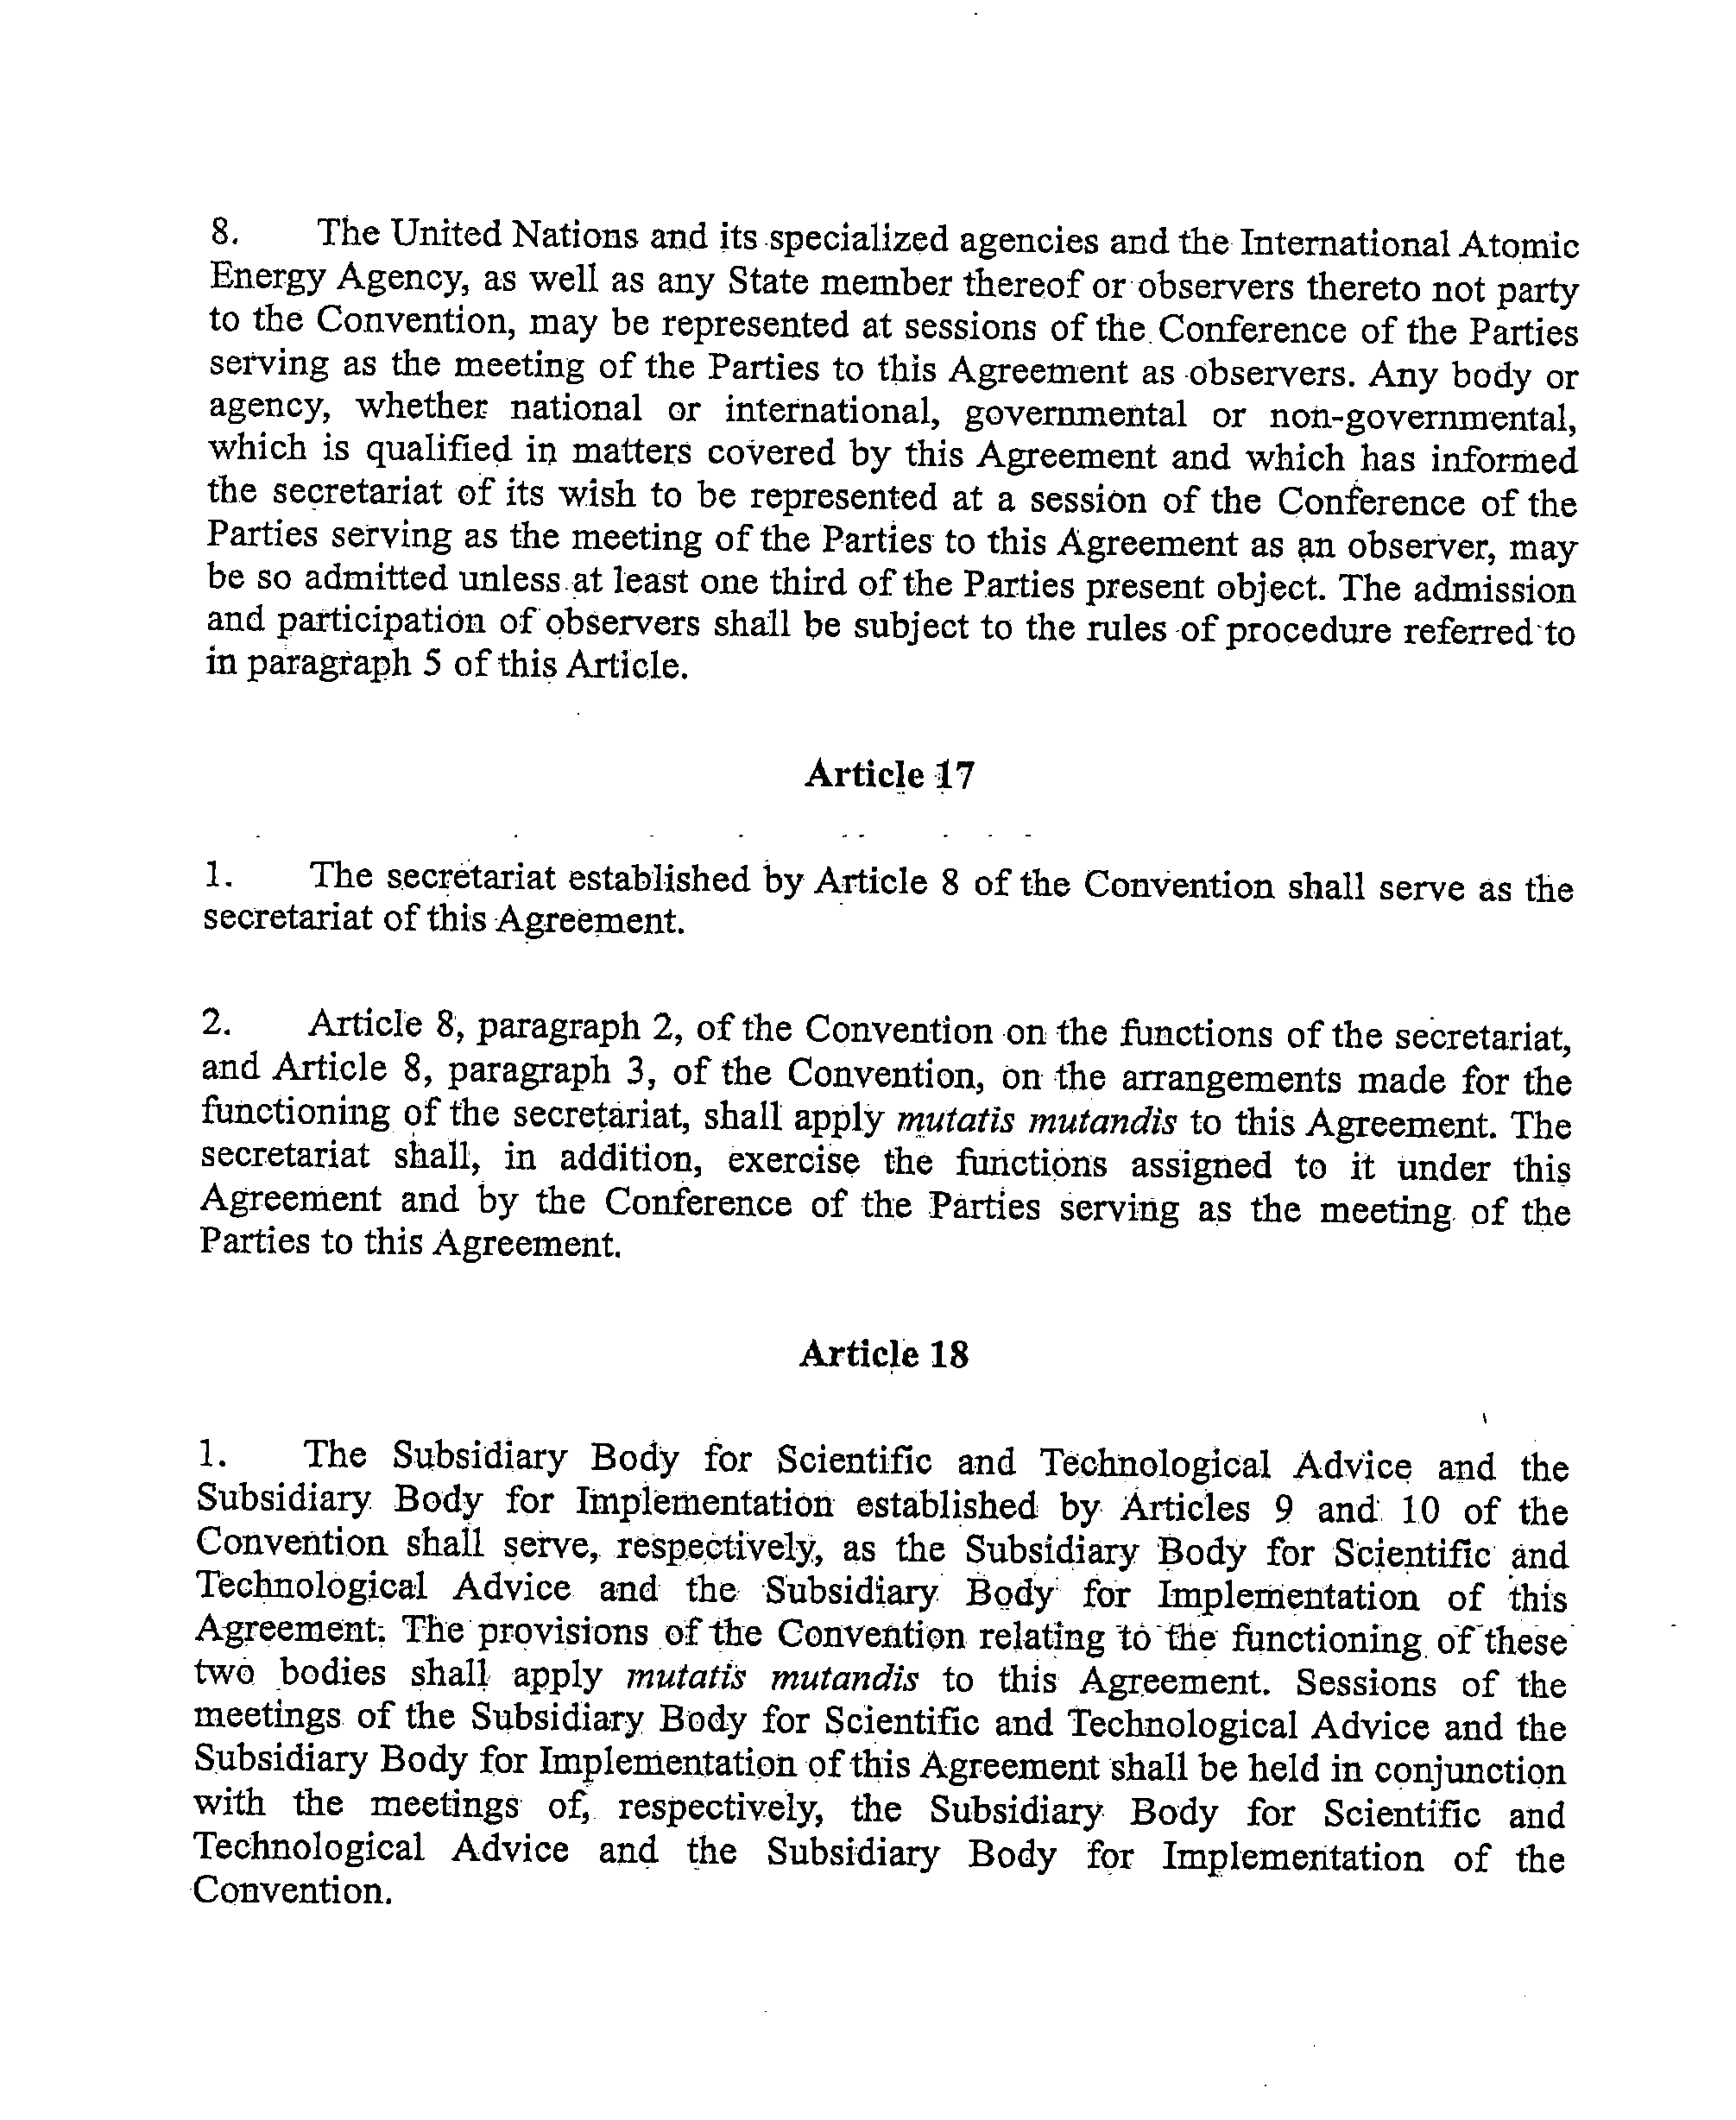 8. The United Nations and its specialized agencies and the International Atomic
Energy Agency, as well as any State member thereof or observers thereto not party
to the Convention, may be represented at sessions of the Conference of the Parties
serving as the meeting of the Parties to this Agreement as observers. Any body or
agency, whether national or international, governmental or non-governmental,
which is qualified in matters covered by this Agreement and which has informed
the secretariat of its wish to be represented at a session of the Conference of the
Parties serving as the meeting of the Parties to this Agreement as an observer, may
be so admitted unless at least one third of the Parties present object. The admission
and participation of observers shall be subject to the rules of procedure referred to
in paragraph 5 of this Article.
Article 17
1. The secretariat established by Article 8 of the Convention shall serve as the
secretariat of this Agreement.
2. Article 8, paragraph 2, of the Convention on the functions of the secretariat,
and Article 8, paragraph 3, of the Convention, on the arrangements made for the
functioning of the secretariat, shall apply mutatis mutandis to this Agreement. The
secretariat shall, in addition, exercise the functions assigned to it under this
Agreement and by the Conference of the Parties serving as the meeting of the
Parties to this Agreement.
Article 18
1. The Subsidiary Body for Scientific and Technological Advice and the
Subsidiary Body for Implementation established by Articles 9 and 10 of the
Convention shall serve, respectively, as the Subsidiary Body for Scientific and
Technological Advice and the Subsidiary Body for Implementation of this
Agreement. The provisions of the Convention relating to the functioning of these
two bodies shall apply mutatis mutandis to this Agreement. Sessions of the
meetings of the Subsidiary Body for Scientific and Technological Advice and the
Subsidiary Body for Implementation of this Agreement shall be held in conjunction
with the meetings of, respectively, the Subsidiary Body for Scientific and
Technological Advice and the Subsidiary Body for Implementation of the
Convention.